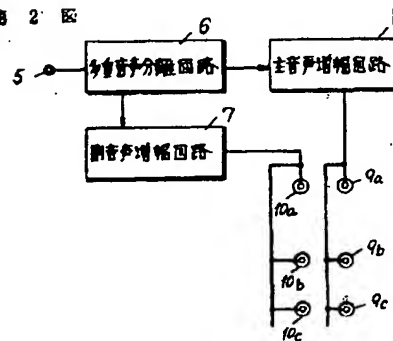 第 2 図
6
5
多重音声分離回路
主音声増幅回路
7
副音声増幅回路
10a
9a
10b
9b
10c
9c